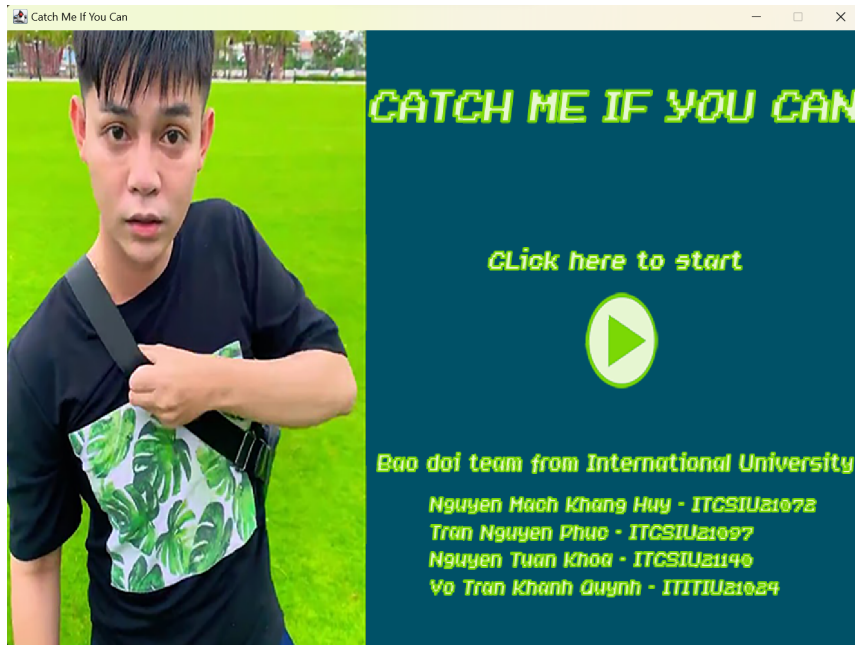 Catch Me If You Can
CATCH ME IF YOU CAN
CLick here to start
Bao doi team from International University
Nguyen Mach Khang Huy - ITCSIU21072
Tran Nguyen Phuc - ITCSIU21097
Nguyen Tuan Khoa - ITCSIU21140
Vo Tran Khanh Quynh - ITITIU21024